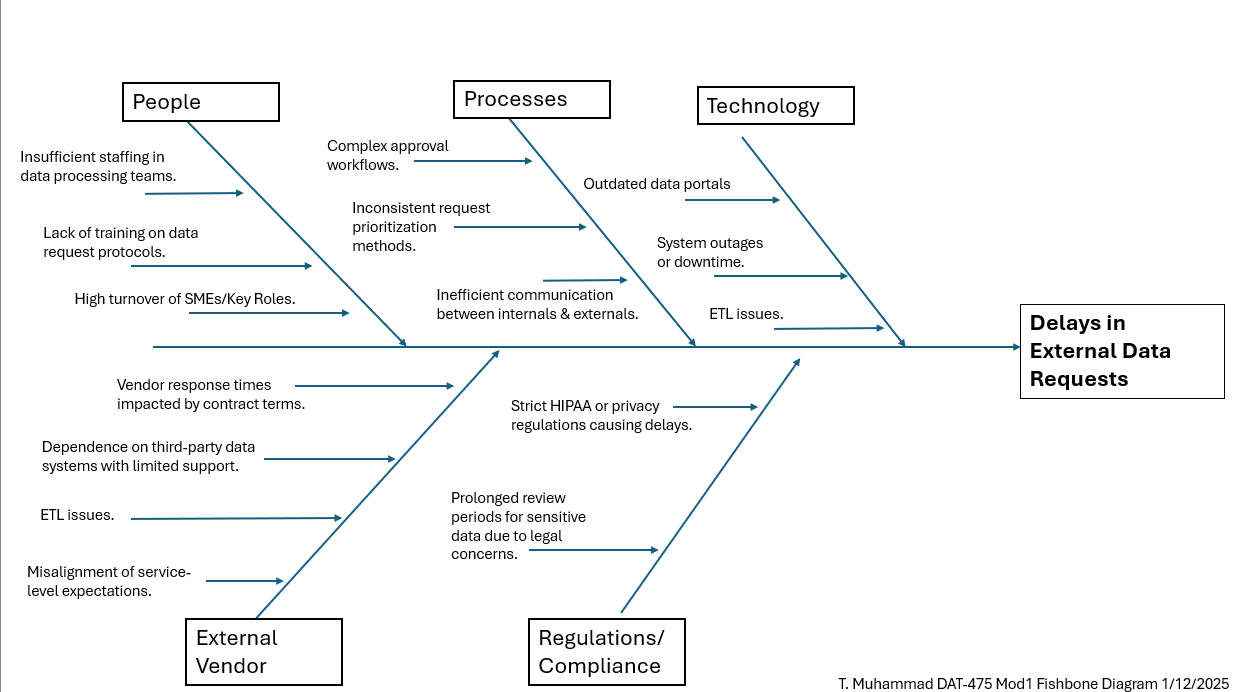 People
Processes
Technology
Insufficient staffing in
data processing teams.
Lack of training on data
request protocols.
High turnover of SMEs/Key Roles.
Complex approval
workflows.
Inconsistent request
prioritization
methods.
Inefficient communication
between internals & externals.
Outdated data portals
System outages
or downtime.
ETL issues.
Delays in
External Data
Requests
Vendor response times
impacted by contract terms.
Dependence on third-party data
systems with limited support.
ETL issues.
Misalignment of service-
level expectations.
Strict HIPAA or privacy
regulations causing delays.
Prolonged review
periods for sensitive
data due to legal
concerns.
External
Vendor
Regulations/
Compliance
T. Muhammad DAT-475 Mod1 Fishbone Diagram 1/12/2025